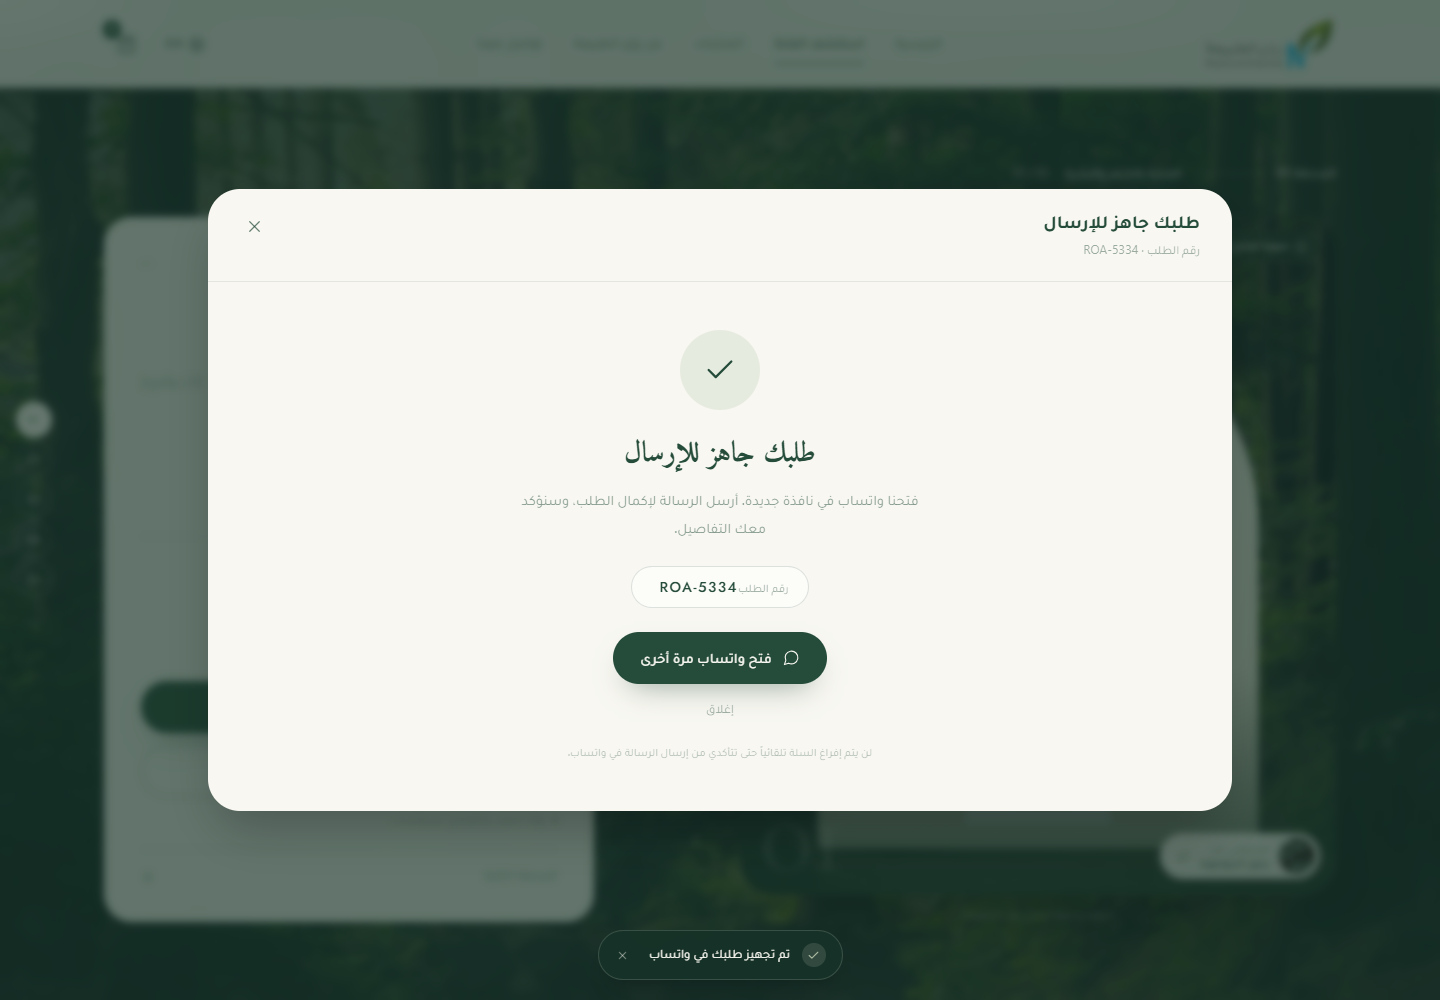 طلبك جاهز للإرسال
رقم الطلب · ROA-5334
طلبك جاهز للإرسال
فتحنا واتساب في نافذة جديدة. أرسل الرسالة لإكمال الطلب، وسنؤكد
معك التفاصيل.
رقم الطلب ROA-5334
فتح واتساب مرة أخرى
إغلاق
لن يتم إفراغ السلة تلقائياً حتى تتأكدي من إرسال الرسالة في واتساب.
تم تجهيز طلبك في واتساب